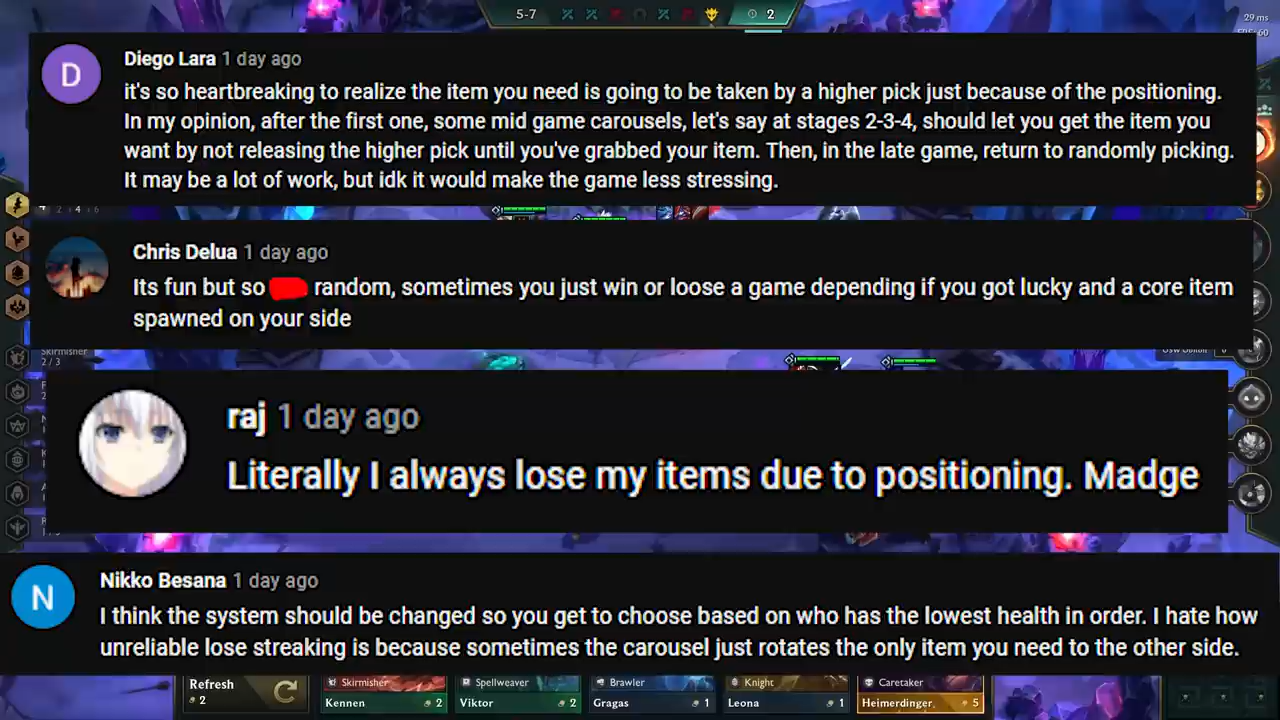 5-7
2
29 ms
D
Diego Lara 1 day ago
it's so heartbreaking to realize the item you need is going to be taken by a higher pick just because of the positioning.
In my opinion, after the first one, some mid game carousels, let's say at stages 2-3-4, should let you get the item you
want by not releasing the higher pick until you've grabbed your item. Then, in the late game, return to randomly picking.
It may be a lot of work, but idk it would make the game less stressing.
Chris Delua 1 day ago
Its fun but so random, sometimes you just win or loose a game depending if you got lucky and a core item
spawned on your side
Skirmisher
2 / 3
raj 1 day ago
Literally I always lose my items due to positioning. Madge
N
Nikko Besana 1 day ago
I think the system should be changed so you get to choose based on who has the lowest health in order. I hate how
unreliable lose streaking is because sometimes the carousel just rotates the only item you need to the other side.
Refresh
2
Skirmisher
Kennen 2
Spellweaver
Viktor 2
Brawler
Gragas 1
Knight
Leona 1
Caretaker
Heimerdinger 5